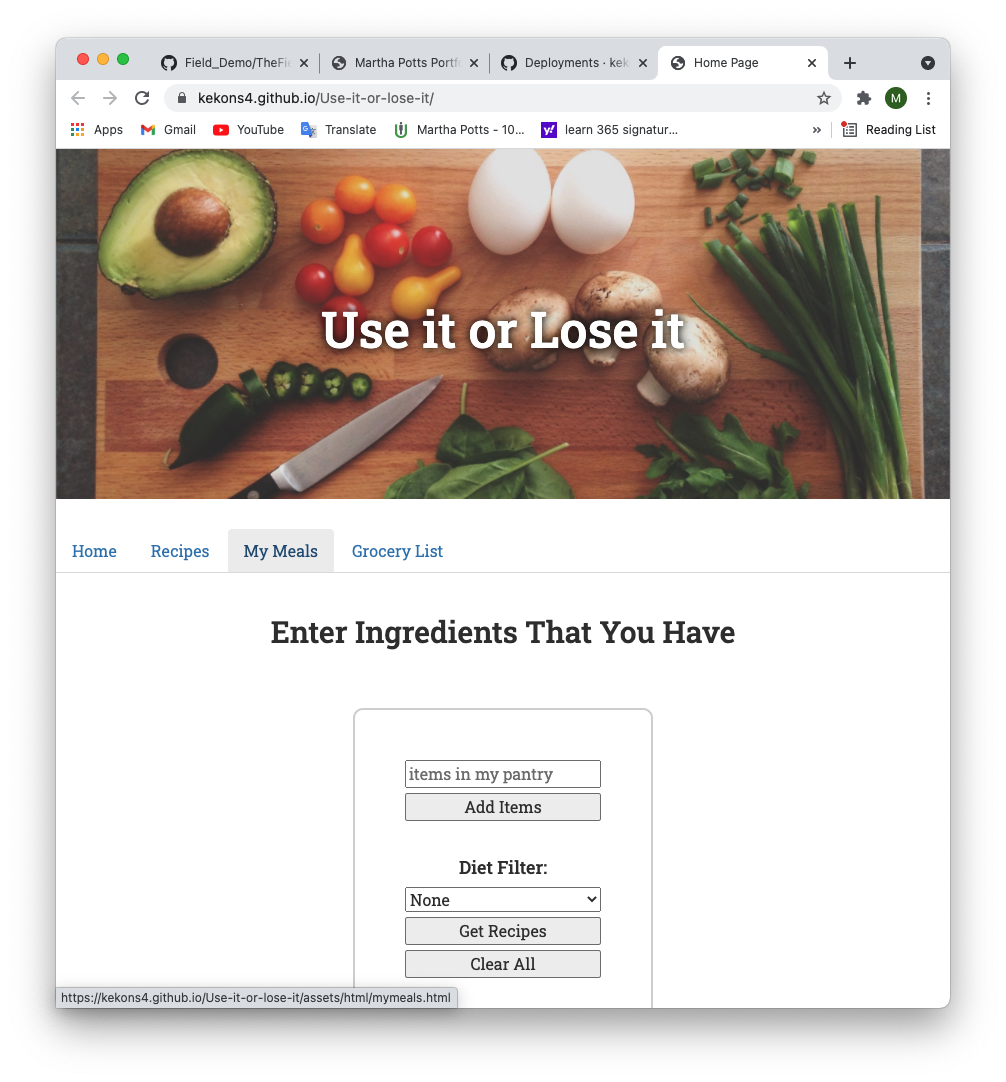 Field_Demo/TheFie
Martha Potts Portf
Deployments · kek
Home Page
kekons4.github.io/Use-it-or-lose-it/
M
Apps
Gmail
YouTube
Translate
Martha Potts - 10...
learn 365 signatur...
»
Reading List
Use it or Lose it
Home
Recipes
My Meals
Grocery List
Enter Ingredients That You Have
items in my pantry
Add Items
Diet Filter:
None
Get Recipes
Clear All
https://kekons4.github.io/Use-it-or-lose-it/assets/html/mymeals.html